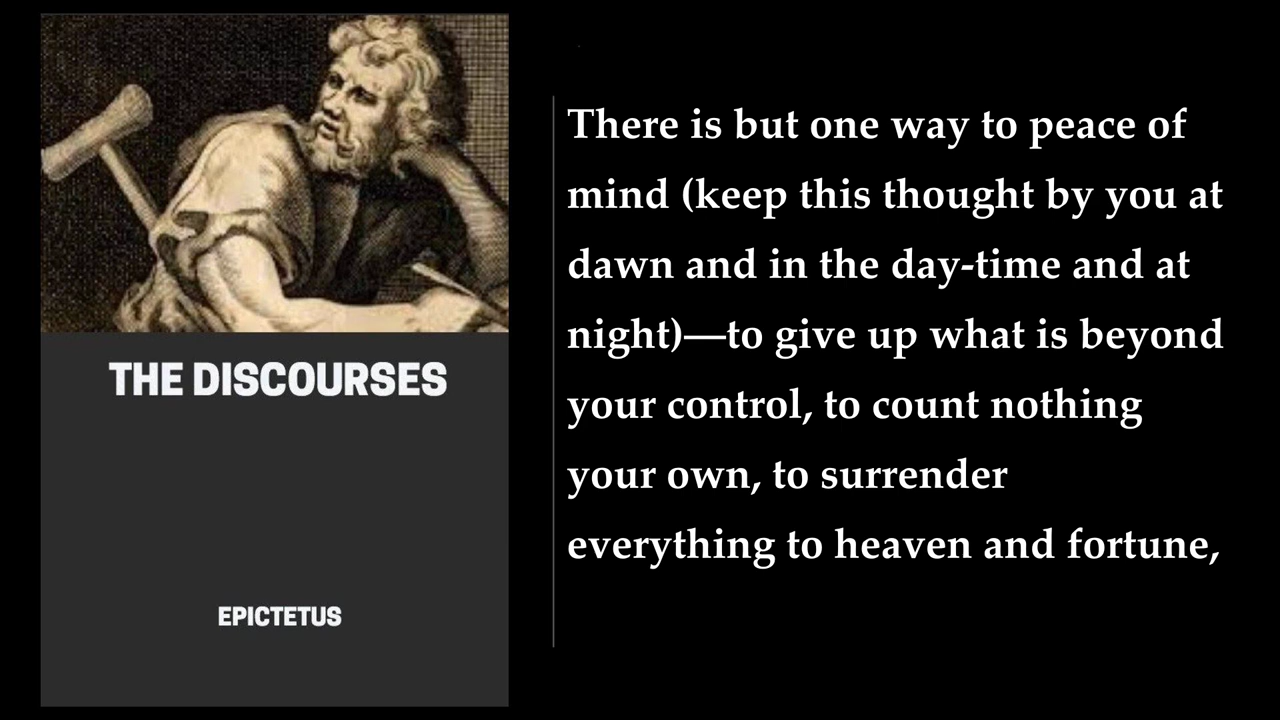 THE DISCOURSES
EPICTETUS
There is but one way to peace of
mind (keep this thought by you at
dawn and in the day-time and at
night)—to give up what is beyond
your control, to count nothing
your own, to surrender
everything to heaven and fortune,